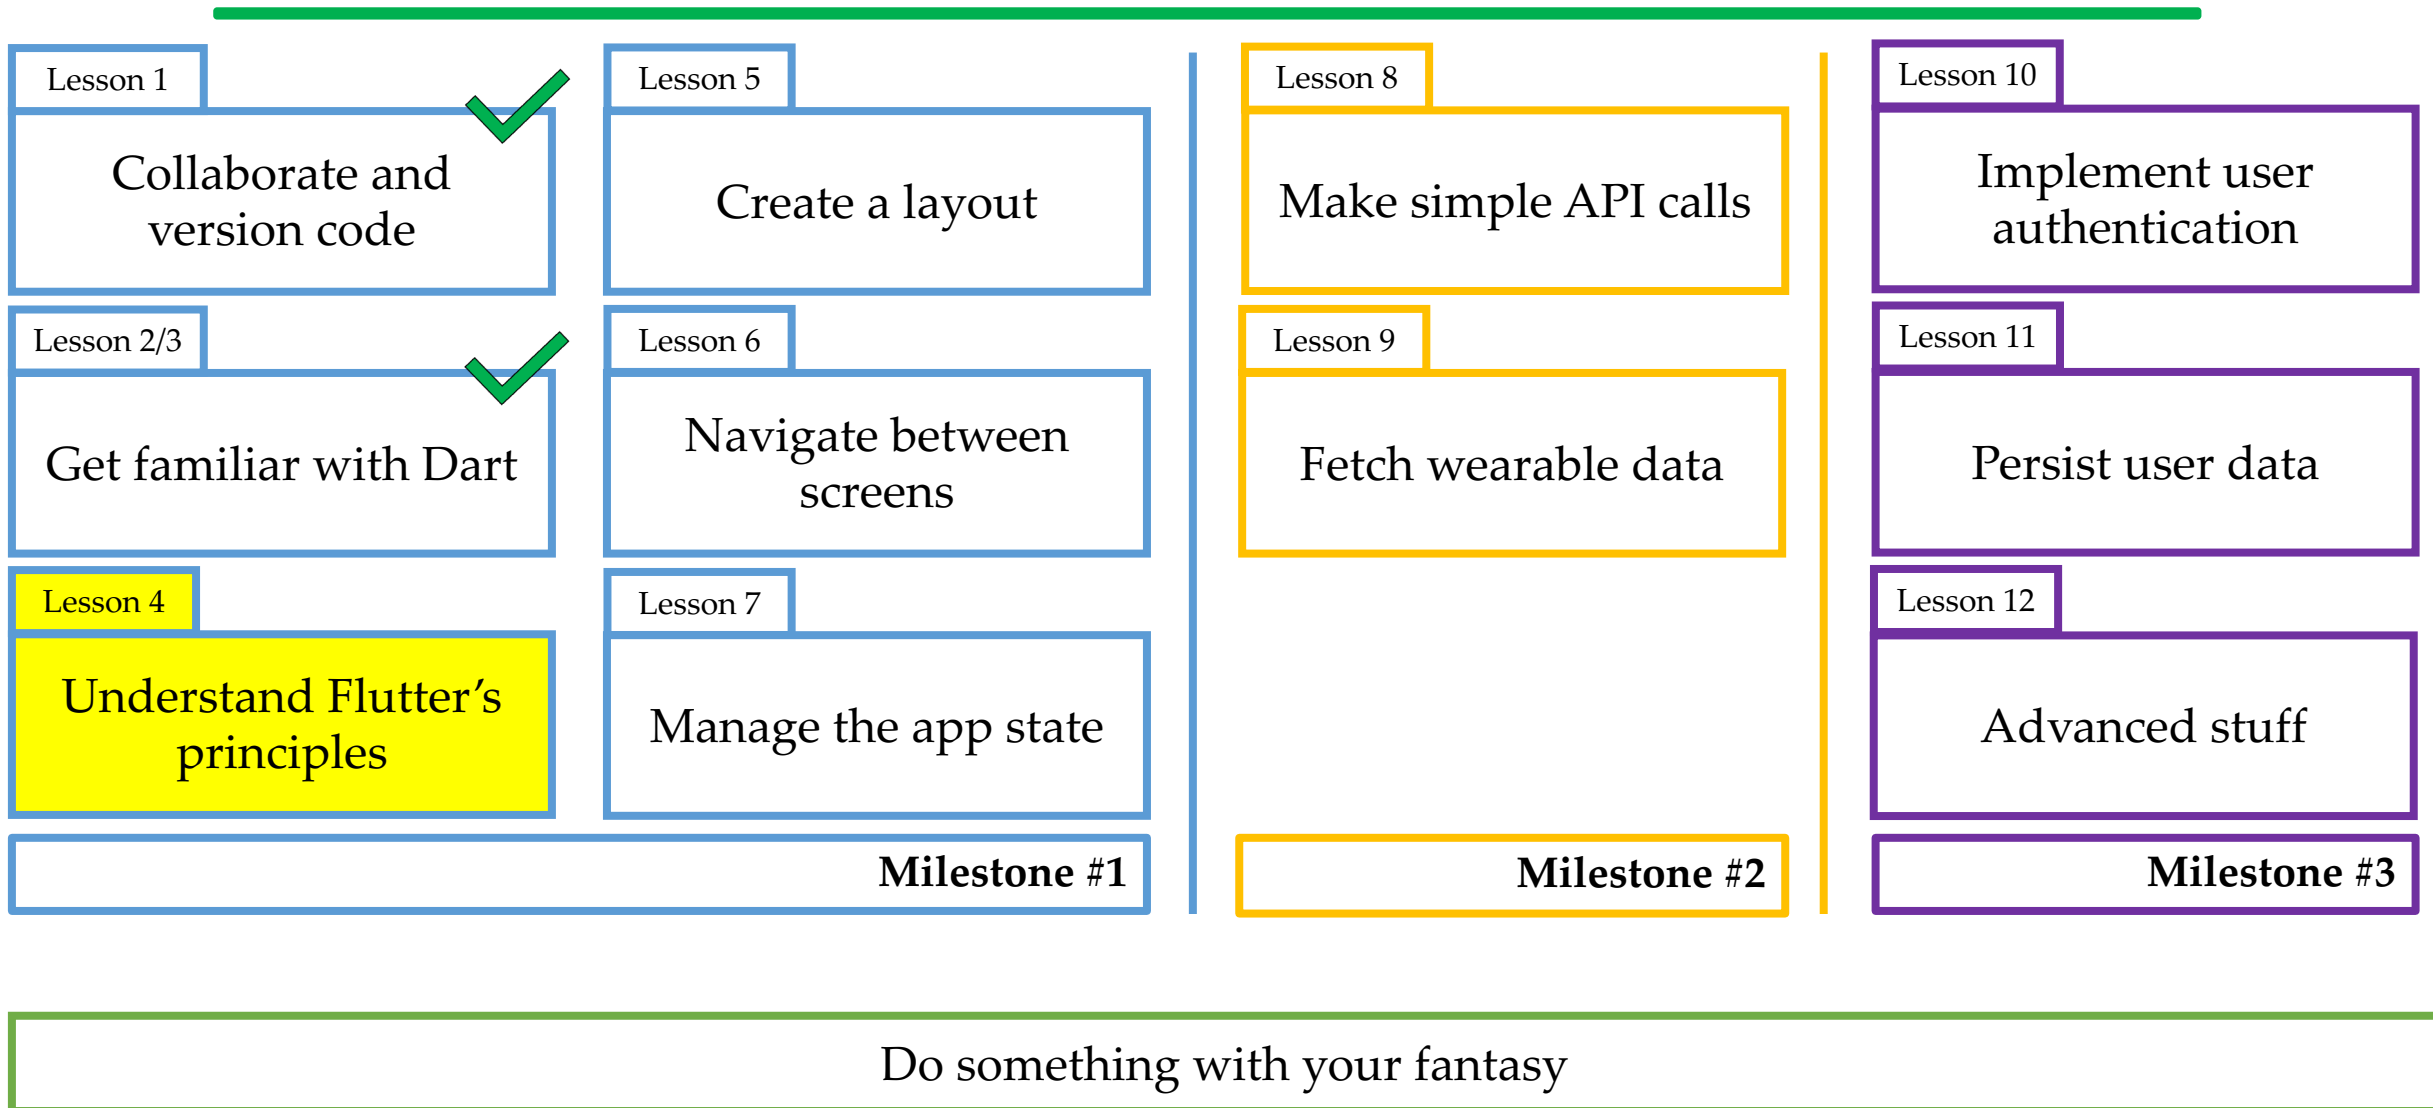 Lesson 1
Collaborate and
version code
Lesson 2/3
Get familiar with Dart
Lesson 4
Understand Flutter’s
principles
Lesson 5
Create a layout
Lesson 6
Navigate between
screens
Lesson 7
Manage the app state
Milestone #1
Lesson 8
Make simple API calls
Lesson 9
Fetch wearable data
Milestone #2
Lesson 10
Implement user
authentication
Lesson 11
Persist user data
Lesson 12
Advanced stuff
Milestone #3
Do something with your fantasy